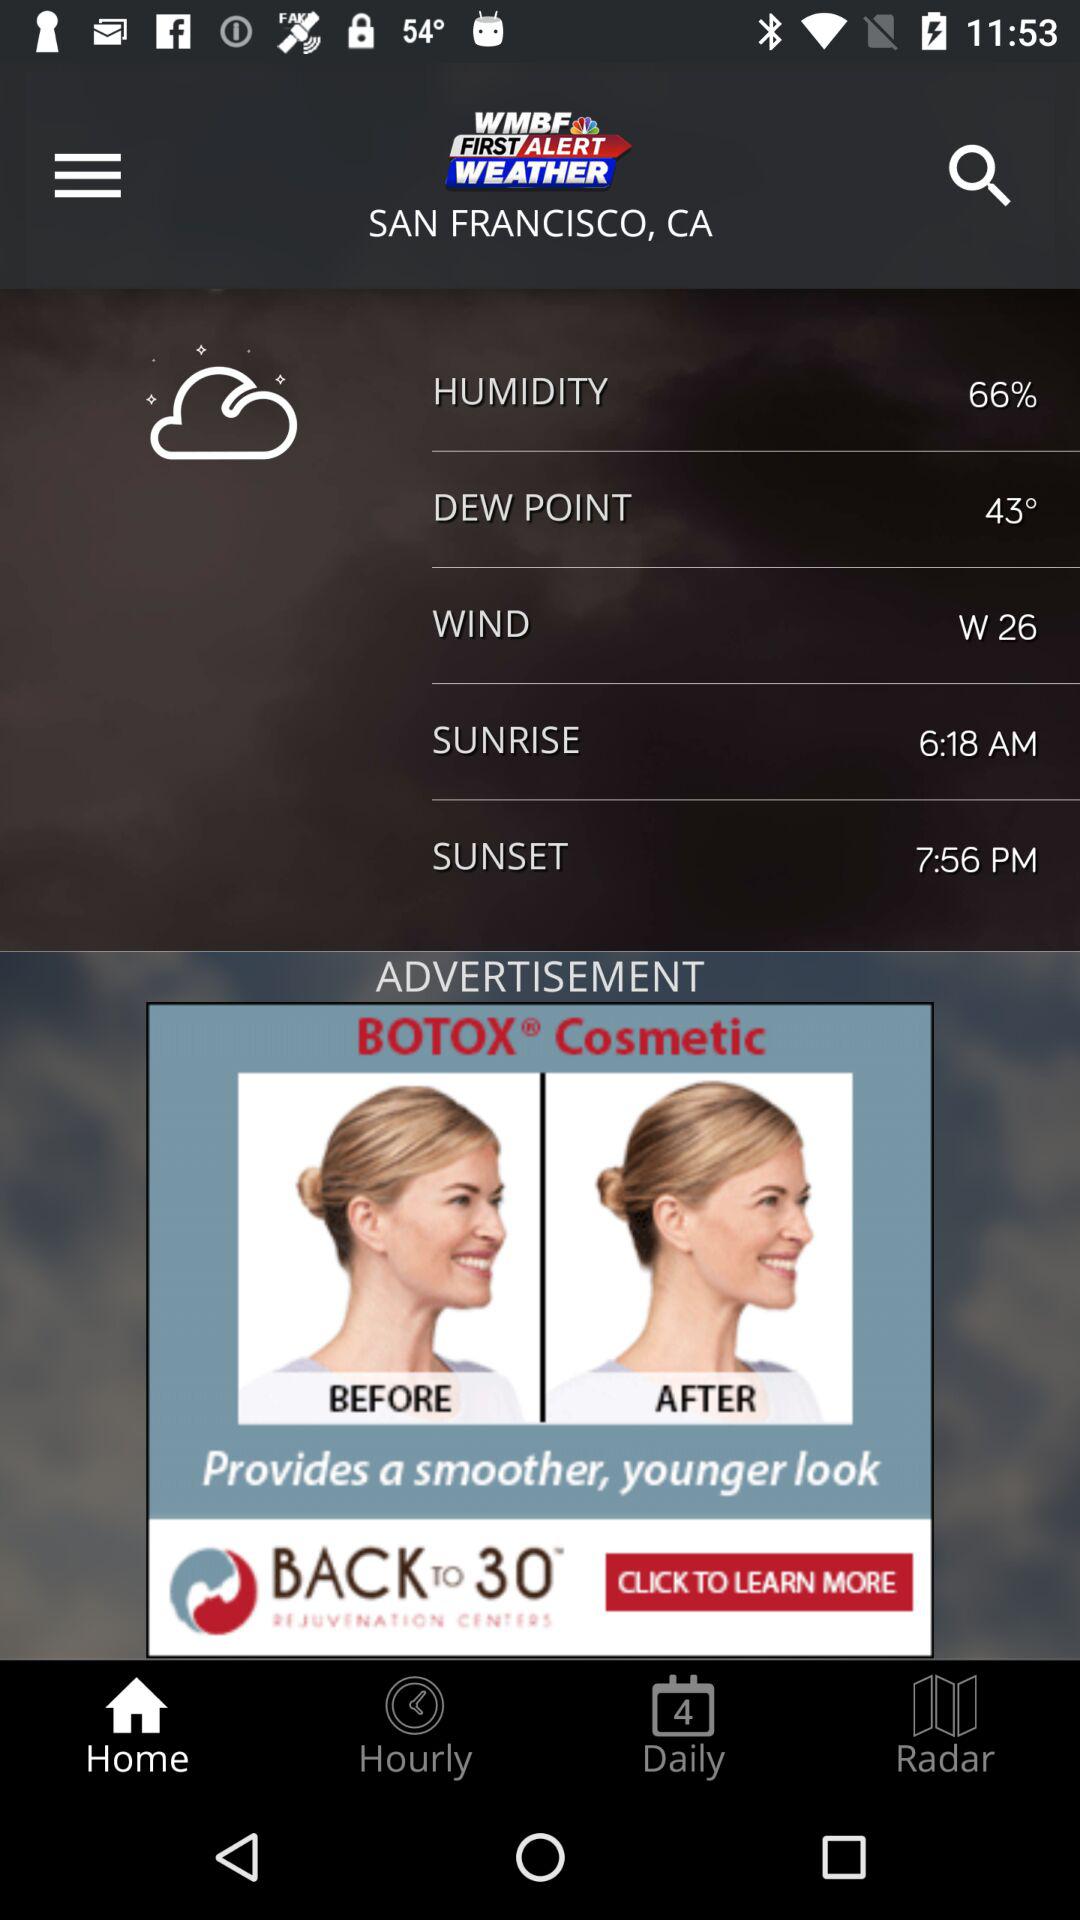 FAKE 54° 11:53
WMBF
FIRST ALERT
WEATHER
SAN FRANCISCO, CA
HUMIDITY 66%
DEW POINT 43°
WIND W 26
SUNRISE 6:18 AM
SUNSET 7:56 PM
ADVERTISEMENT
BOTOX® Cosmetic
BEFORE AFTER
Provides a smoother, younger look
BACK TO 30™
REJUVENATION CENTERS
CLICK TO LEARN MORE
4
Home Hourly Daily Radar